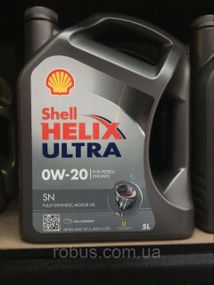 Shell
HELIX
ULTRA
0W-20
FOR PETROL
ENGINES
SN
FULLY SYNTHETIC MOTOR OIL
5L
robus.com.ua